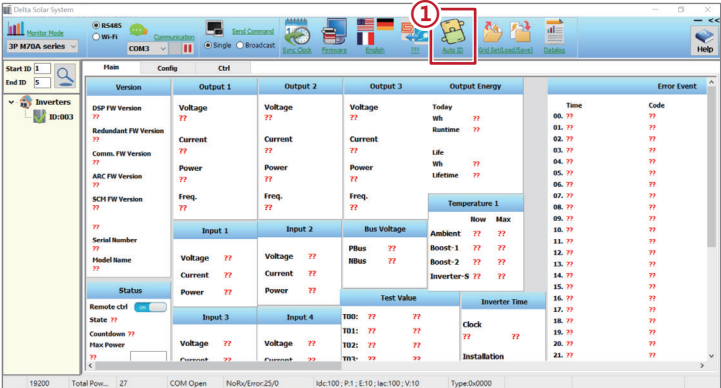 Delta Solar System
1
Monitor Mode
3P M70A series
RS485
Wi-Fi
Communication
COM3
Send Command
Single Broadcast
Sync Clock
Firmware
English
???
Auto ID
Grid Set(Load/Save)
Datalog
<<
Help
Start ID 1
End ID 5
Inverters
ID:003
Main Config Ctrl
Version
DSP FW Version
??
Redundant FW Version
??
Comm. FW Version
??
ARC FW Version
??
SCM FW Version
??
??
Serial Number
??
Model Name
??
Status
Remote ctrl ON
State ??
Countdown ??
Max Power
??
Output 1
Voltage
??
Current
??
Power
??
Freq.
??
Output 2
Voltage
??
Current
??
Power
??
Freq.
??
Output 3
Voltage
??
Current
??
Power
??
Freq.
??
Output Energy
Today
Wh ??
Runtime ??
Life
Wh ??
Lifetime ??
Input 1
Voltage ??
Current ??
Power ??
Input 2
Voltage ??
Current ??
Power ??
Bus Voltage
PBus ??
NBus ??
Temperature 1
Now Max
Ambient ?? ??
Boost-1 ?? ??
Boost-2 ?? ??
Inverter-S ?? ??
Input 3
Voltage ??
Current ??
Input 4
Voltage ??
Current ??
Test Value
T00: ?? ??
T01: ?? ??
T02: ?? ??
T03: ?? ??
Inverter Time
Clock
?? ??
Installation
Error Event
Time Code
00. ?? ??
01. ?? ??
02. ?? ??
03. ?? ??
04. ?? ??
05. ?? ??
06. ?? ??
07. ?? ??
08. ?? ??
09. ?? ??
10. ?? ??
11. ?? ??
12. ?? ??
13. ?? ??
14. ?? ??
15. ?? ??
16. ?? ??
17. ?? ??
18. ?? ??
19. ?? ??
20. ?? ??
21. ?? ??
19200 Total Pow... 27 COM Open NoRx/Error:25/0 Idc:100 ; P:1 ; E:10 ; Iac:100 ; V:10 Type:0x0000